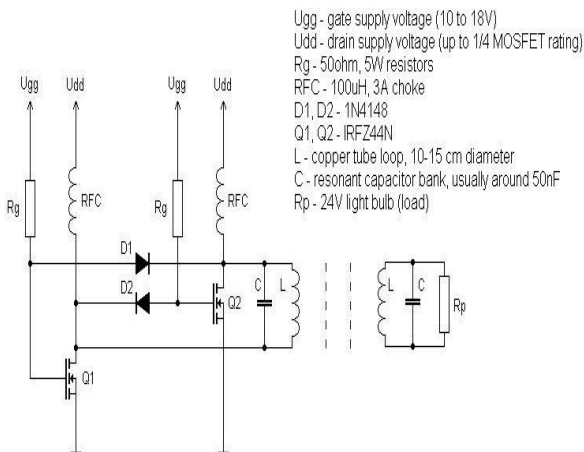 Ugg - gate supply voltage (10 to 18V)
Udd - drain supply voltage (up to 1/4 MOSFET rating)
Rg - 50ohm, 5W resistors
RFC - 100uH, 3A choke
D1, D2 - 1N4148
Q1, Q2 - IRFZ44N
L - copper tube loop, 10-15 cm diameter
C - resonant capacitor bank, usually around 50nF
Rp - 24V light bulb (load)
Ugg Udd Ugg Udd
Rg RFC Rg RFC
D1
D2
Q2 C L L C Rp
Q1